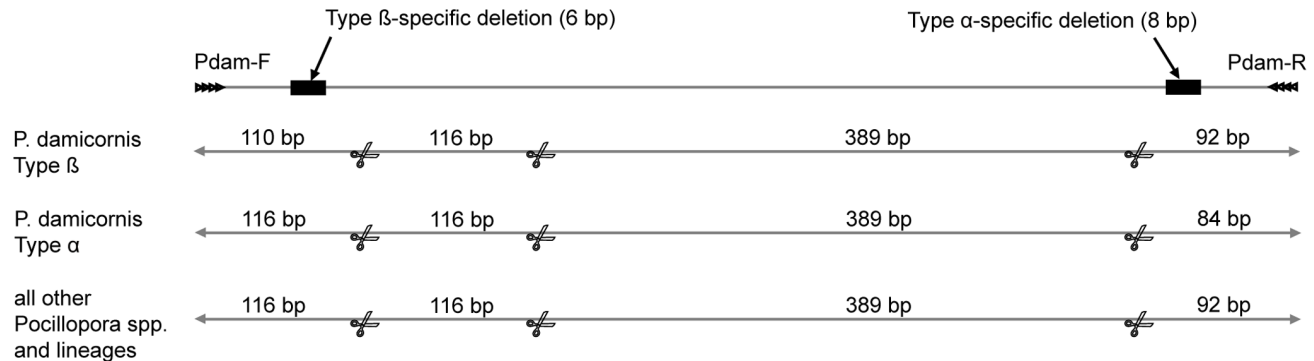 Type ß-specific deletion (6 bp)
Type α-specific deletion (8 bp)
Pdam-F
Pdam-R
P. damicornis
Type ß
110 bp
116 bp
389 bp
92 bp
P. damicornis
Type α
116 bp
116 bp
389 bp
84 bp
all other
Pocillopora spp.
and lineages
116 bp
116 bp
389 bp
92 bp